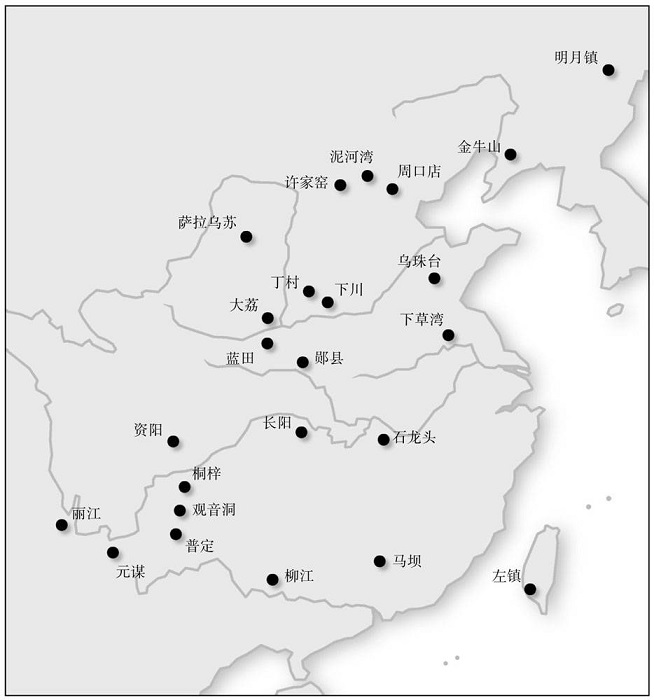 明月镇
金牛山
泥河湾
周口店
许家窑
萨拉乌苏
乌珠台
丁村
下川
大荔
下草湾
蓝田
郧县
长阳
资阳
石龙头
桐梓
丽江
观音洞
普定
元谋
柳江
马坝
左镇